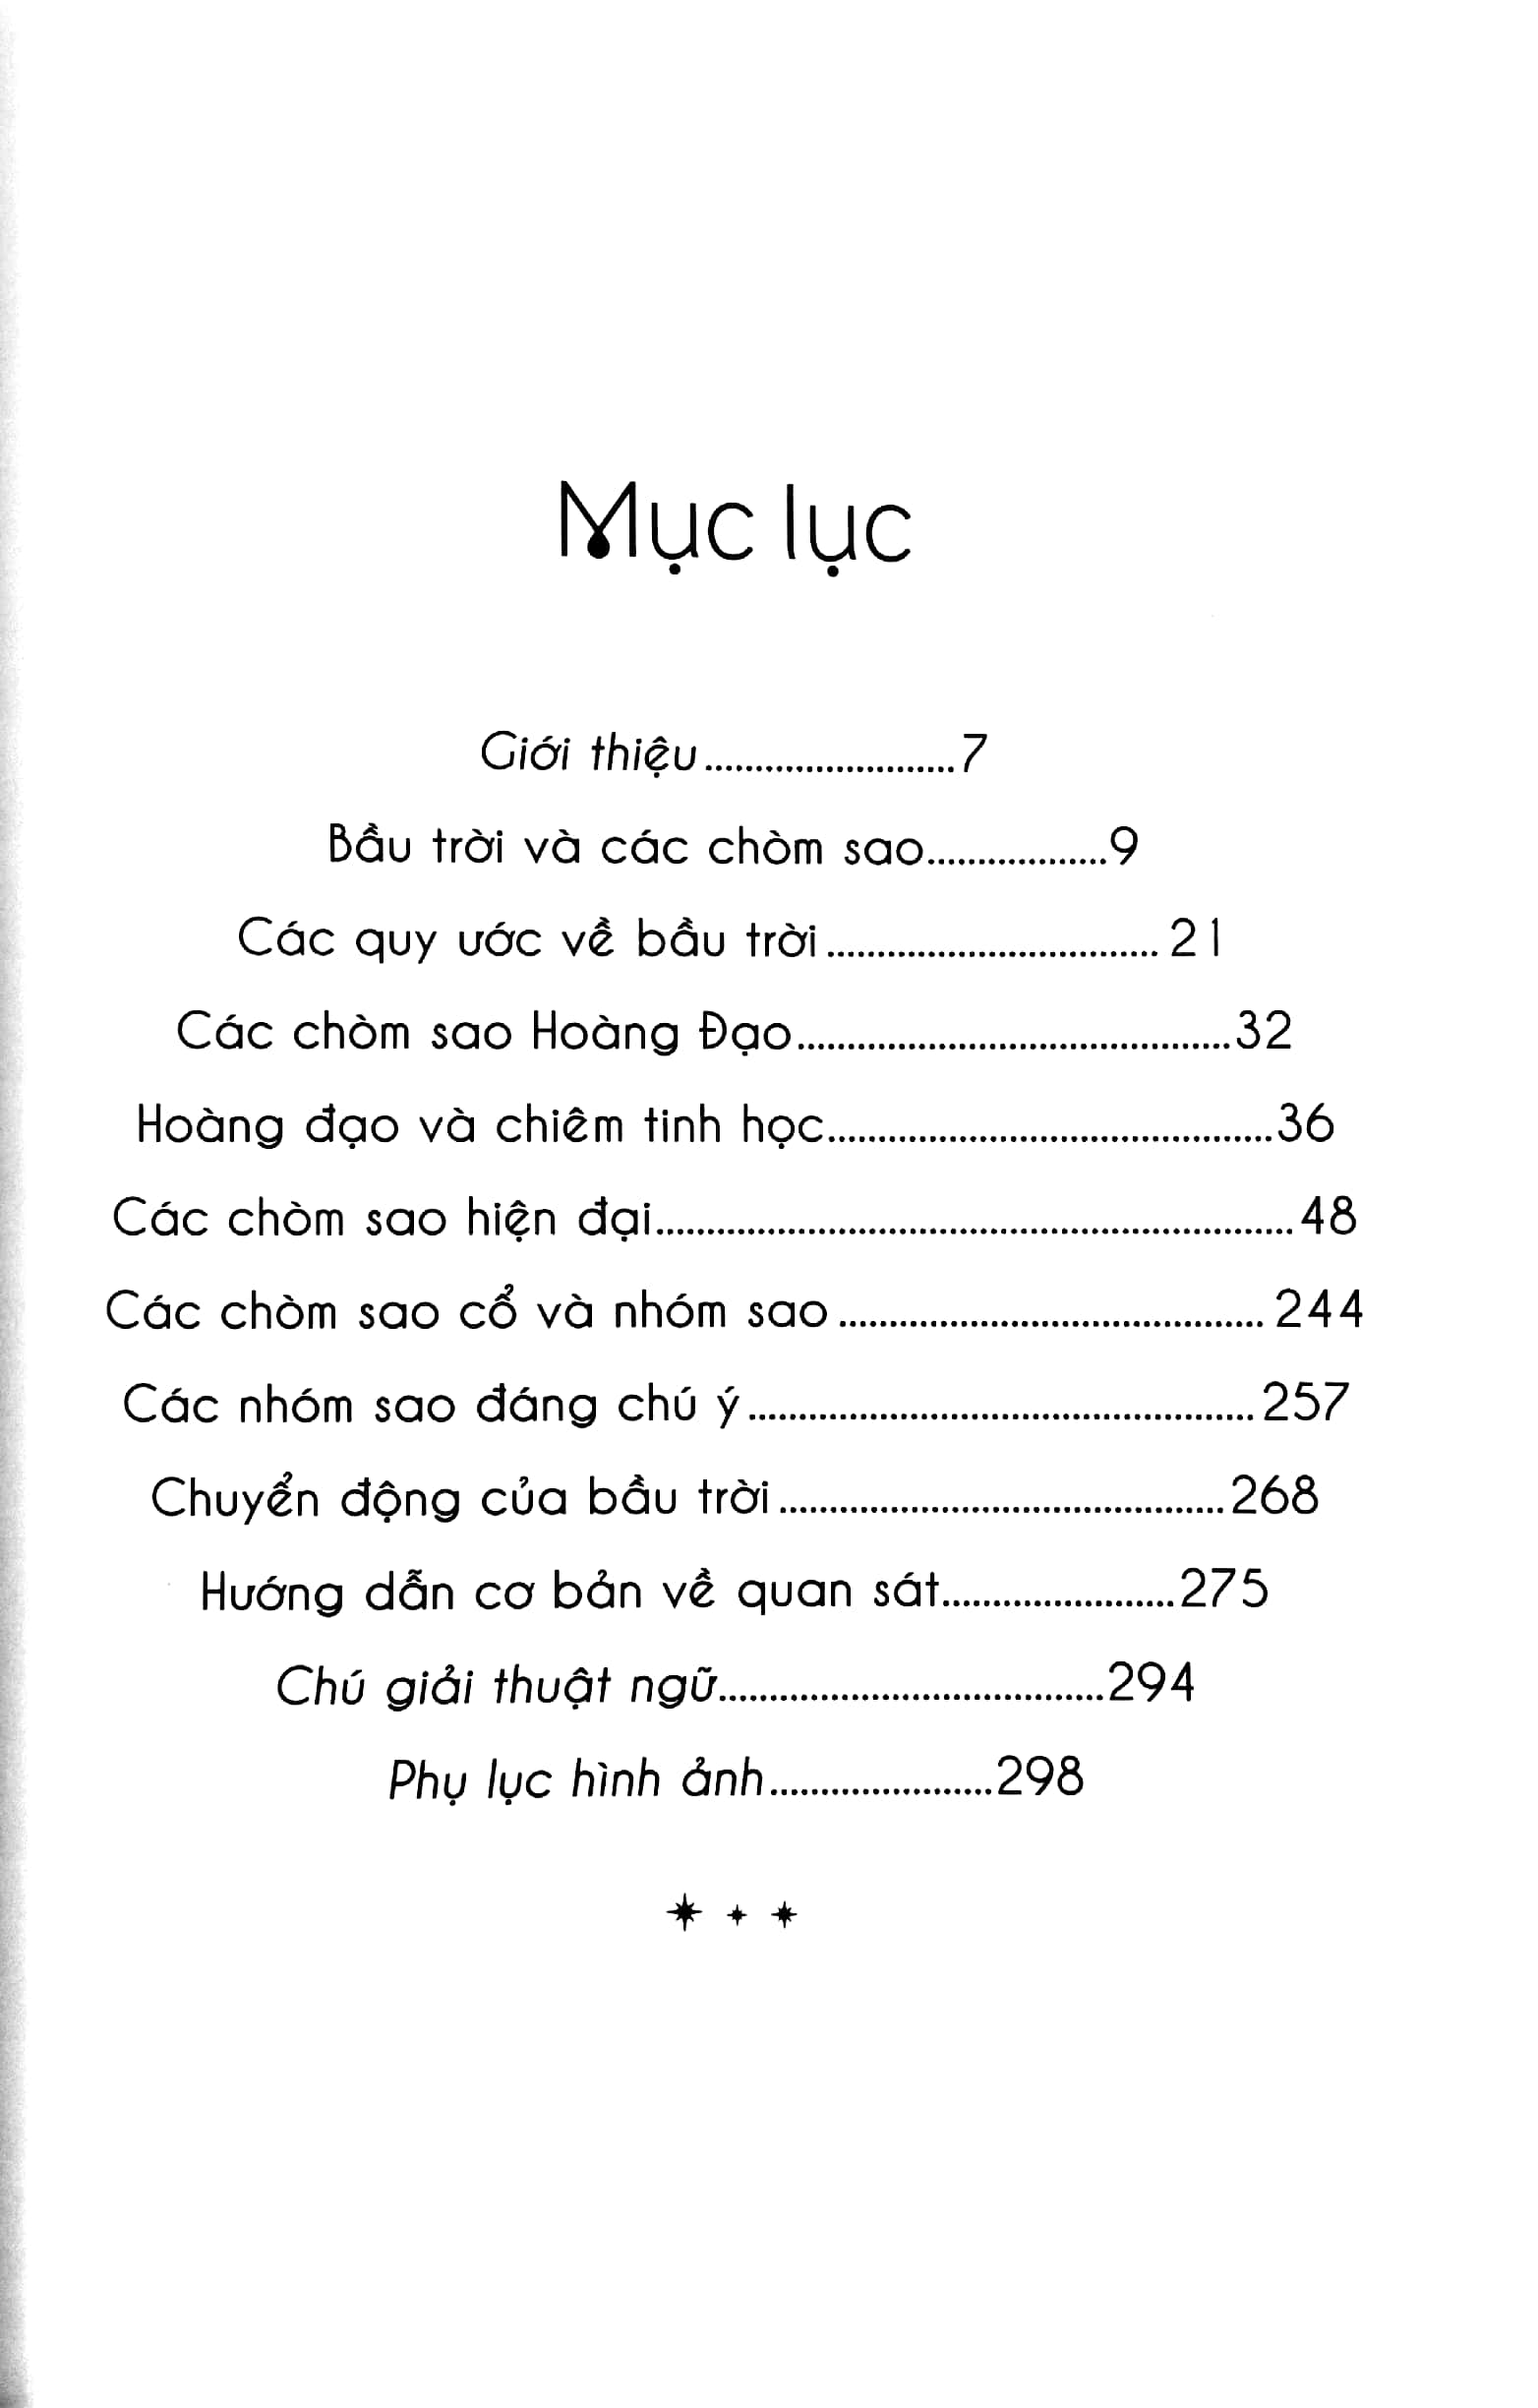 Mục lục
Giới thiệu........................7
Bầu trời và các chòm sao..................9
Các quy ước về bầu trời................................. 21
Các chòm sao Hoàng Đạo...........................................32
Hoàng đạo và chiêm tinh học............................................36
Các chòm sao hiện đại...............................................................48
Các chòm sao cổ và nhóm sao.......................................... 244
Các nhóm sao đáng chú ý..................................................257
Chuyển động của bầu trời............................................268
Hướng dẫn cơ bản về quan sát.......................275
Chú giải thuật ngữ......................................294
Phụ lục hình ảnh......................298